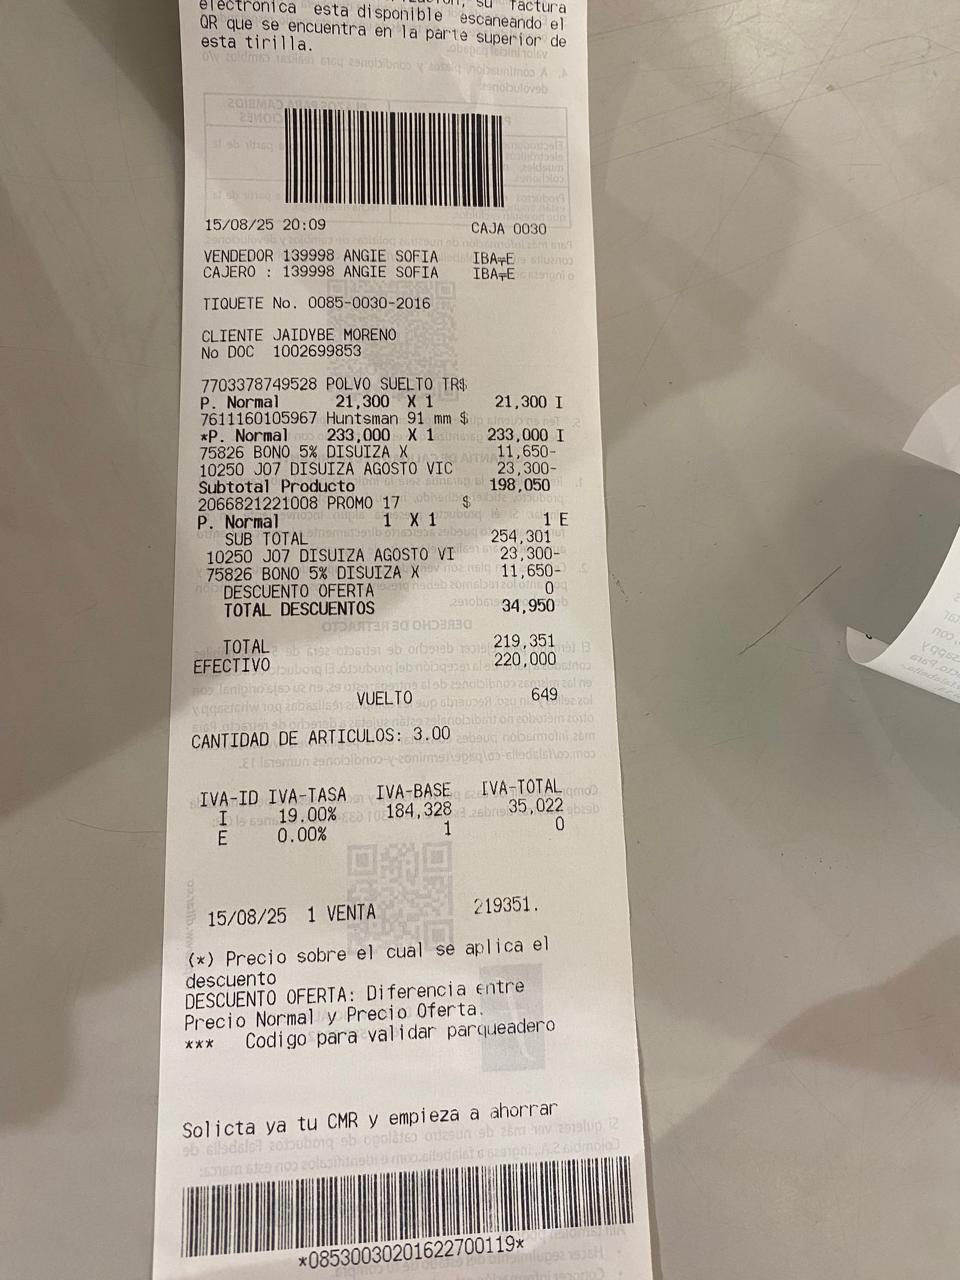 su factura
electronica esta disponible escaneando el
QR que se encuentra en la parte superior de
esta tirilla.
15/08/25 20:09 CAJA 0030
VENDEDOR 139998 ANGIE SOFIA
CAJERO : 139998 ANGIE SOFIA
TIQUETE No. 0085-0030-2016
CLIENTE JAIDYBE MORENO
No DOC 1002699853
7703378749528 POLVO SUELTO TR$
P. Normal 21,300 X 1 21,300 I
7611160105967 Huntsman 91 mm $
*P. Normal 233,000 X 1 233,000 I
75826 BONO 5% DISUIZA X 11,650-
10250 J07 DISUIZA AGOSTO VIC 23,300-
Subtotal Producto 198,050
2066821221008 PROMO 17 $
P. Normal 1 X 1 1 E
SUB TOTAL 254,301
10250 J07 DISUIZA AGOSTO VI 23,300-
75826 BONO 5% DISUIZA X 11,650-
DESCUENTO OFERTA 0
TOTAL DESCUENTOS 34,950
TOTAL 219,351
EFECTIVO 220,000
VUELTO 649
CANTIDAD DE ARTICULOS: 3.00
IVA-ID IVA-TASA IVA-BASE IVA-TOTAL
I 19.00% 184,328 35,022
E 0.00% 1 0
15/08/25 1 VENTA 219351.
(*) Precio sobre el cual se aplica el
descuento
DESCUENTO OFERTA: Diferencia entre
Precio Normal y Precio Oferta.
*** Codigo para validar parqueadero
Solicta ya tu CMR y empieza a ahorrar
*08530030201622700119*